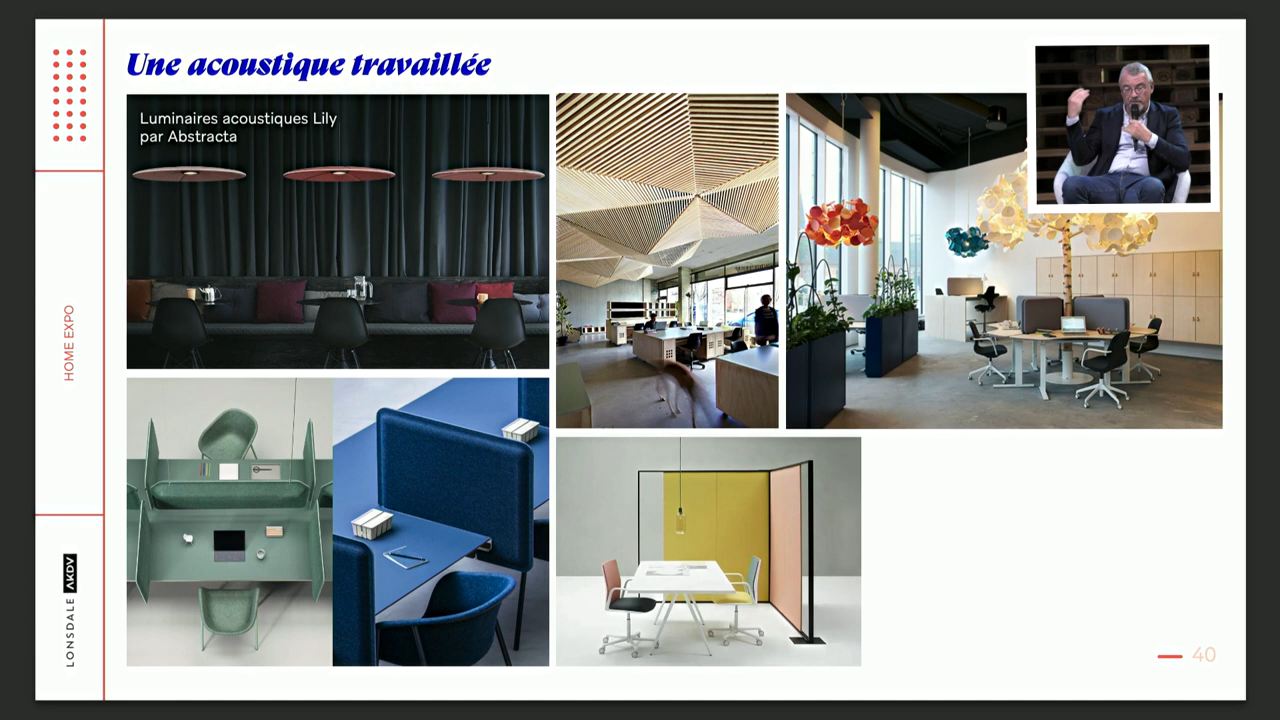 Une acoustique travaillée
Luminaires acoustiques Lily
par Abstracta
HOME EXPO
LONSDALE AKDV
40